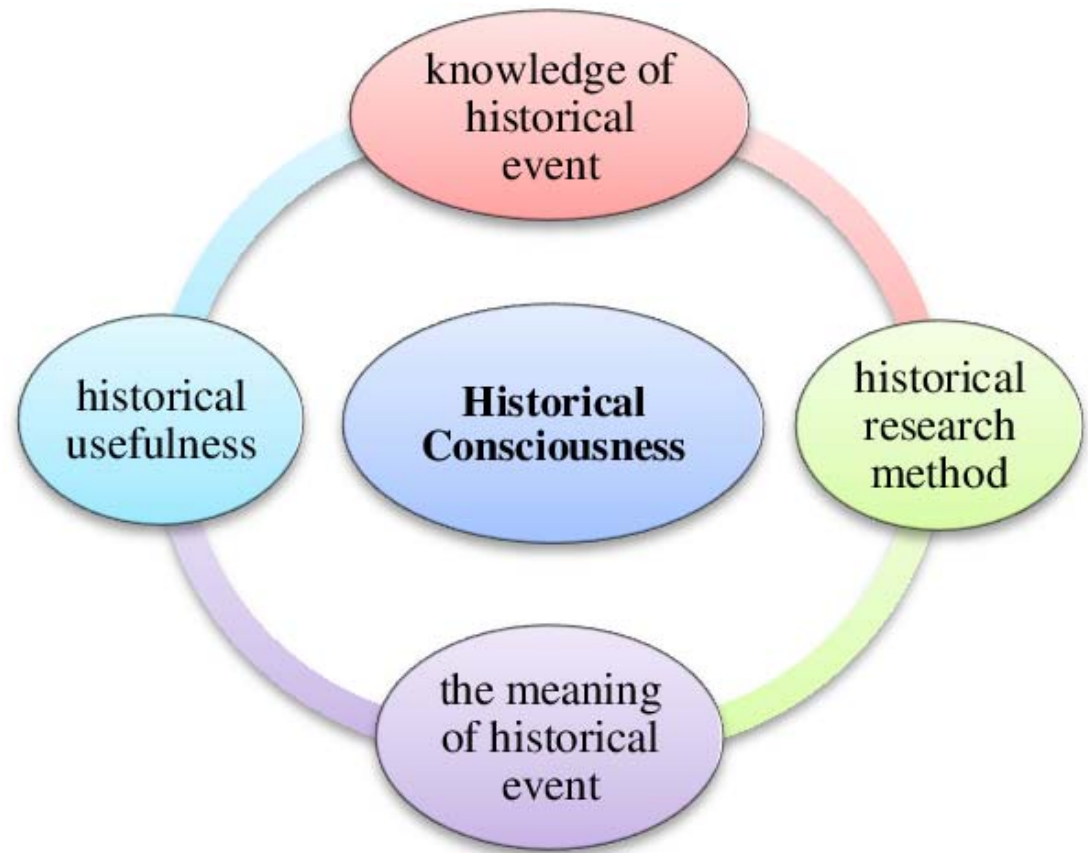 knowledge of
historical
event
historical
usefulness
Historical
Consciousness
historical
research
method
the meaning
of historical
event